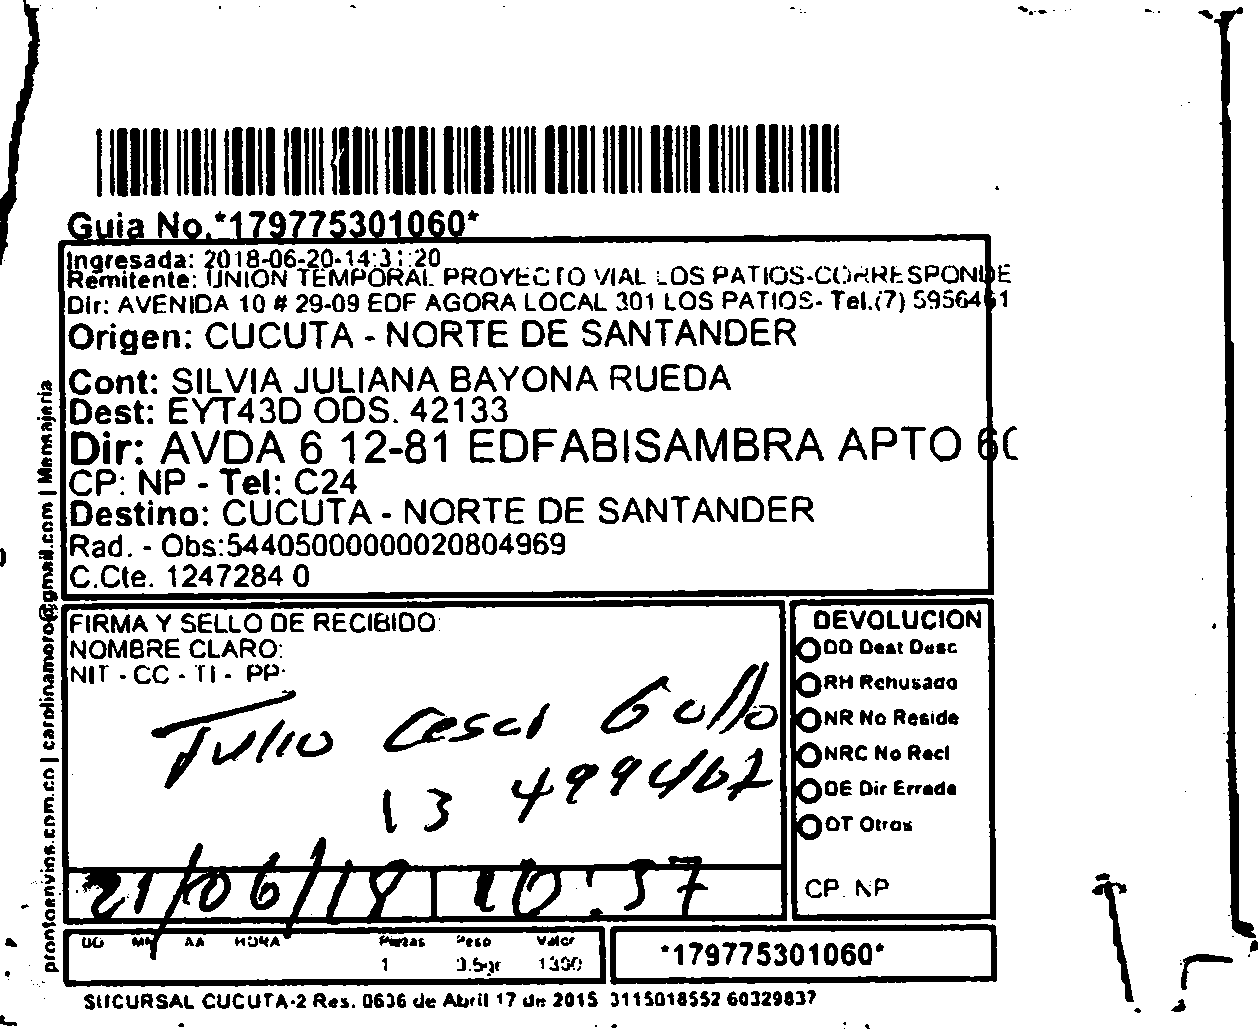 Guia No.*179775301060*
Ingresada: 2018-06-20-14:31:20
Remitente: UNION TEMPORAL PROYECTO VIAL LOS PATIOS-CORRESPONDE
Dir: AVENIDA 10 # 29-09 EDF AGORA LOCAL 301 LOS PATIOS- Tel.(7) 5956461
Origen: CUCUTA - NORTE DE SANTANDER
Cont: SILVIA JULIANA BAYONA RUEDA
Dest: EYT43D ODS. 42133
Dir: AVDA 6 12-81 EDFABISAMBRA APTO 60
CP: NP - Tel: C24
Destino: CUCUTA - NORTE DE SANTANDER
Rad. - Obs:544050000000020804969
C.Cte. 1247284 0
prontoenvios.com.co | carolinamoro@gmail.com | Mensajeria
FIRMA Y SELLO DE RECIBIDO:
NOMBRE CLARO:
NIT - CC - TI - PP:
Julio Cesar
13
21/06/18 10:37
DD MM AA HORA
Piezas Peso Valor
1 0.5gr 1300
DEVOLUCION
DD Dest Desc
RH Rehusado
NR No Reside
NRC No Recl
DE Dir Errada
OT Otros
CP. NP
*179775301060*
SUCURSAL CUCUTA-2 Res. 0636 de Abril 17 de 2015 3115018552 60329837